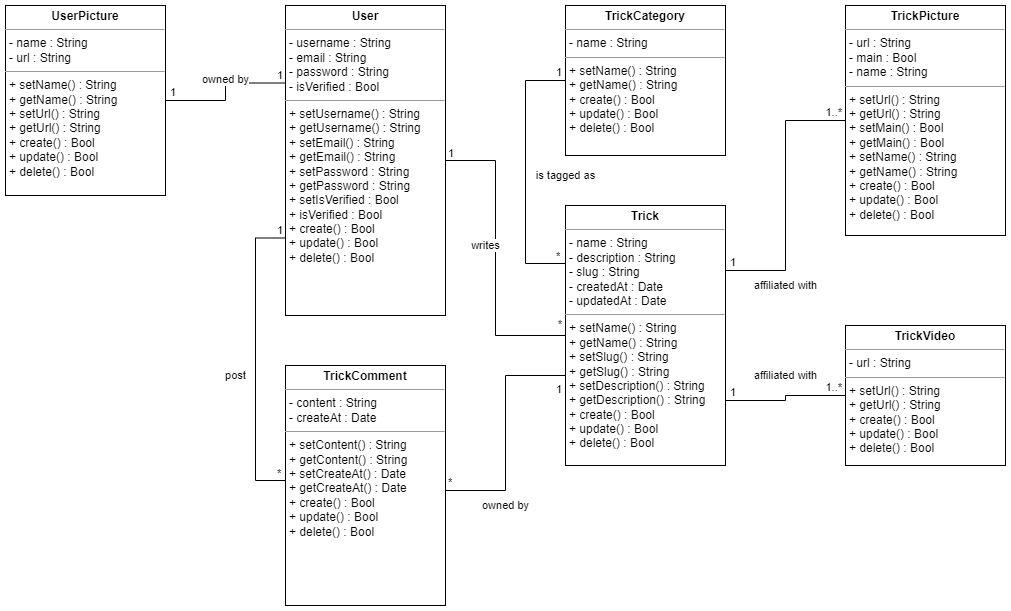 UserPicture
- name : String
- url : String
+ setName() : String
+ getName() : String
+ setUrl() : String
+ getUrl() : String
+ create() : Bool
+ update() : Bool
+ delete() : Bool
1
owned by
1
User
- username : String
- email : String
- password : String
- isVerified : Bool
+ setUsername() : String
+ getUsername() : String
+ setEmail() : String
+ getEmail() : String
+ setPassword : String
+ getPassword : String
+ setIsVerified : Bool
+ isVerified : Bool
+ create() : Bool
+ update() : Bool
+ delete() : Bool
1
writes
*
1
post
*
TrickComment
- content : String
- createAt : Date
+ setContent() : String
+ getContent() : String
+ setCreateAt() : Date
+ getCreateAt() : Date
+ create() : Bool
+ update() : Bool
+ delete() : Bool
*
owned by
1
TrickCategory
- name : String
+ setName() : String
+ getName() : String
+ create() : Bool
+ update() : Bool
+ delete() : Bool
1
is tagged as
*
Trick
- name : String
- description : String
- slug : String
- createdAt : Date
- updatedAt : Date
+ setName() : String
+ getName() : String
+ setSlug() : String
+ getSlug() : String
+ setDescription() : String
+ getDescription() : String
+ create() : Bool
+ update() : Bool
+ delete() : Bool
1
affiliated with
1..*
TrickPicture
- url : String
- main : Bool
- name : String
+ setUrl() : String
+ getUrl() : String
+ setMain() : Bool
+ getMain() : Bool
+ setName() : String
+ getName() : String
+ create() : Bool
+ update() : Bool
+ delete() : Bool
affiliated with
1
1..*
TrickVideo
- url : String
+ setUrl() : String
+ getUrl() : String
+ create() : Bool
+ update() : Bool
+ delete() : Bool